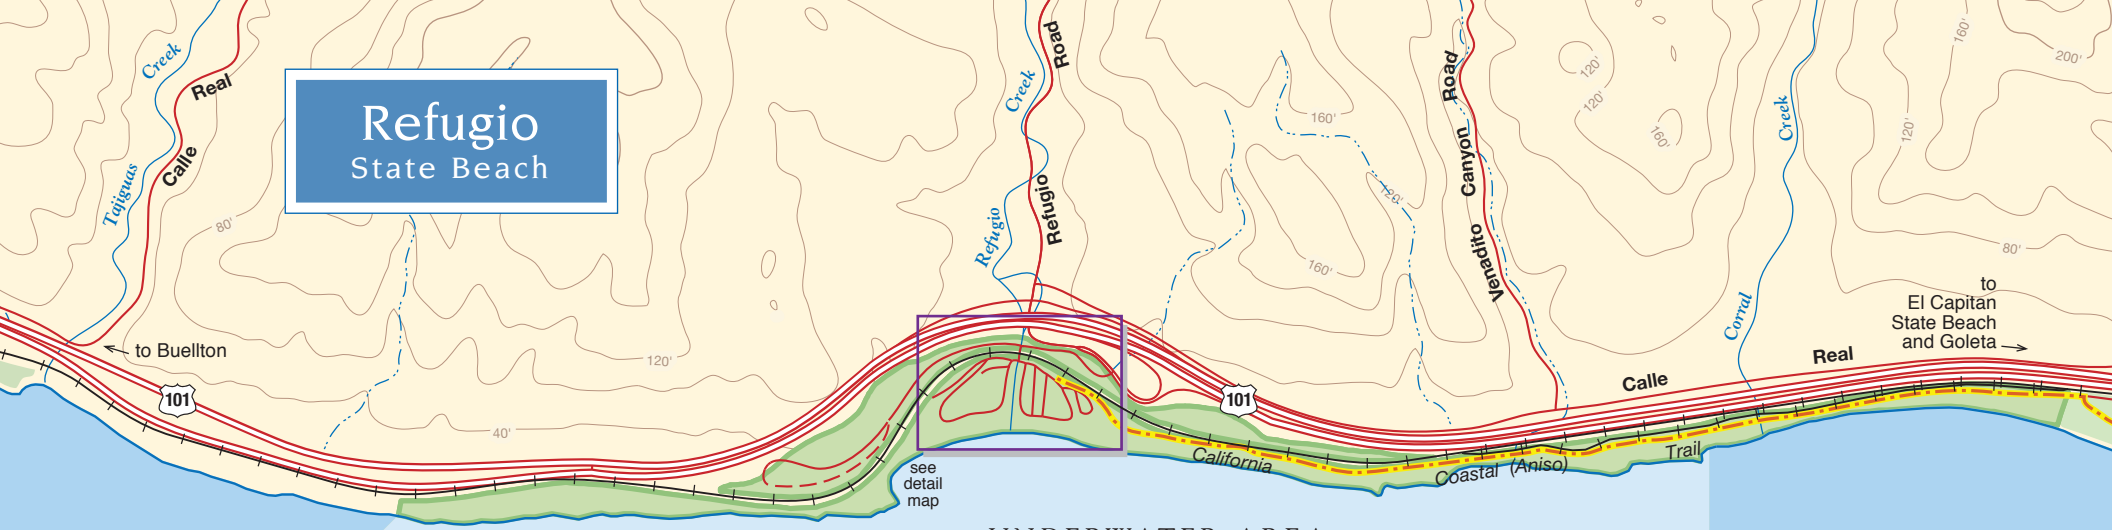 Refugio
State Beach
Tajiguas Creek
Calle Real
80'
to Buellton
101
40'
120'
Refugio Creek
Refugio Road
see
detail
map
160'
160'
120'
101
Venadito Canyon Road
120'
120'
160'
Corral Creek
160'
200'
120'
80'
to
El Capitan
State Beach
and Goleta
Calle Real
California Coastal (Aniso) Trail
UNDERWATER AREA